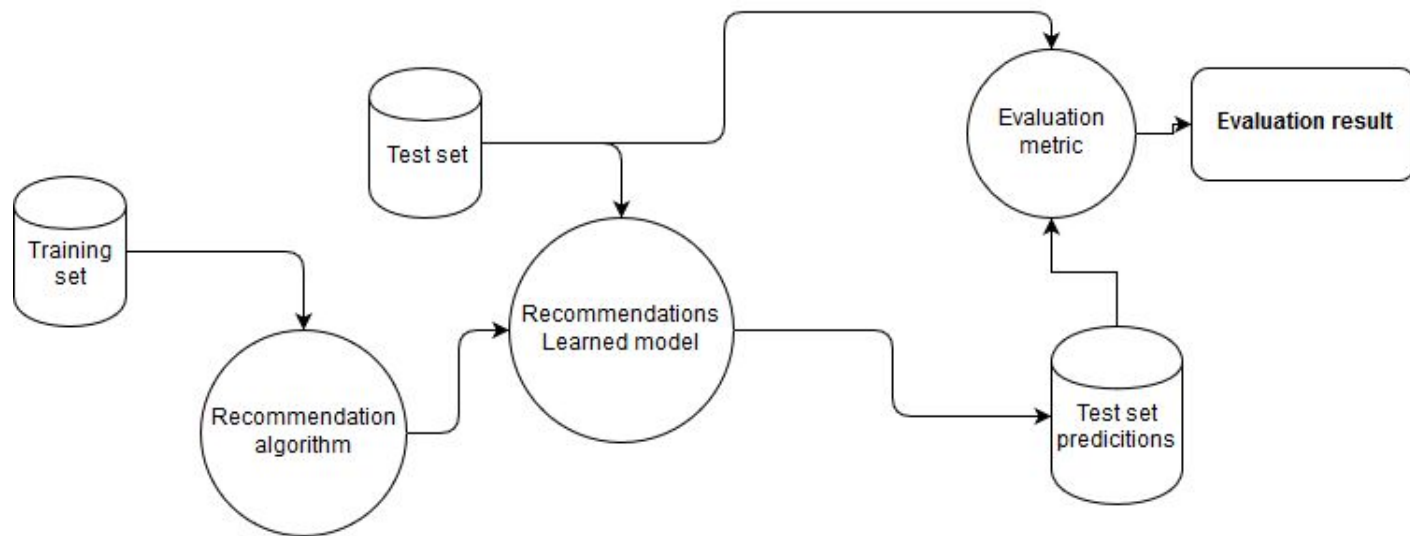 Evaluation
metric
Evaluation result
Test set
Training
set
Recommendations
Learned model
Recommendation
algorithm
Test set
predicitions